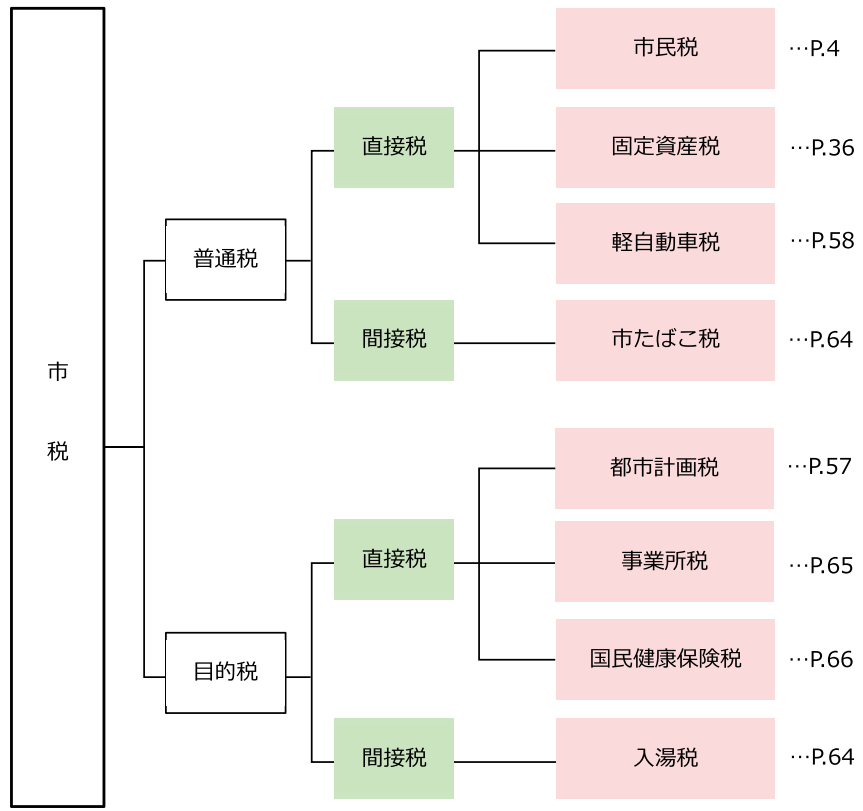 市民税 …P.4
直接税
固定資産税 …P.36
軽自動車税 …P.58
普通税
間接税
市たばこ税 …P.64
市
税
都市計画税 …P.57
直接税
事業所税 …P.65
国民健康保険税 …P.66
目的税
間接税
入湯税 …P.64